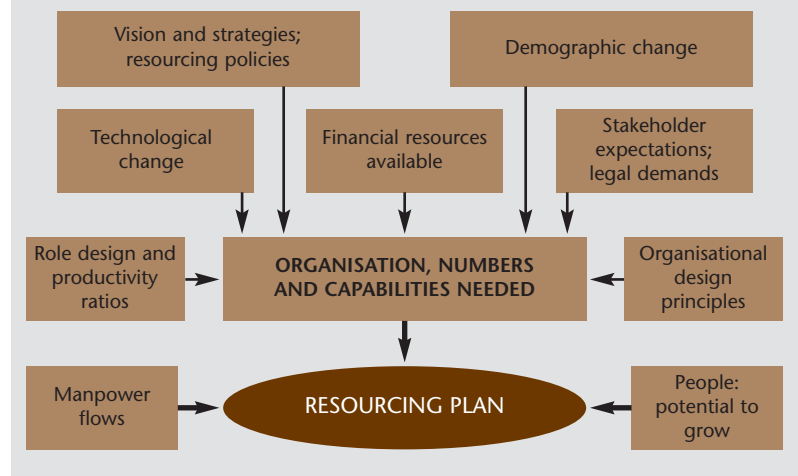 Vision and strategies;
resourcing policies
Demographic change
Technological
change
Financial resources
available
Stakeholder
expectations;
legal demands
Role design and
productivity
ratios
ORGANISATION, NUMBERS
AND CAPABILITIES NEEDED
Organisational
design
principles
Manpower
flows
RESOURCING PLAN
People:
potential to
grow